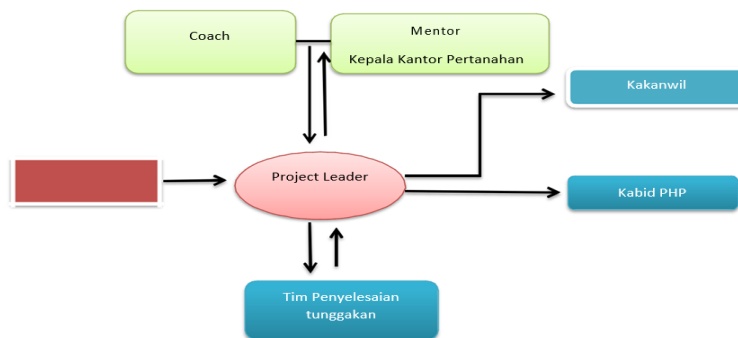 Coach
Mentor
Kepala Kantor Pertanahan
Kakanwil
Project Leader
Kabid PHP
Tim Penyelesaian
tunggakan